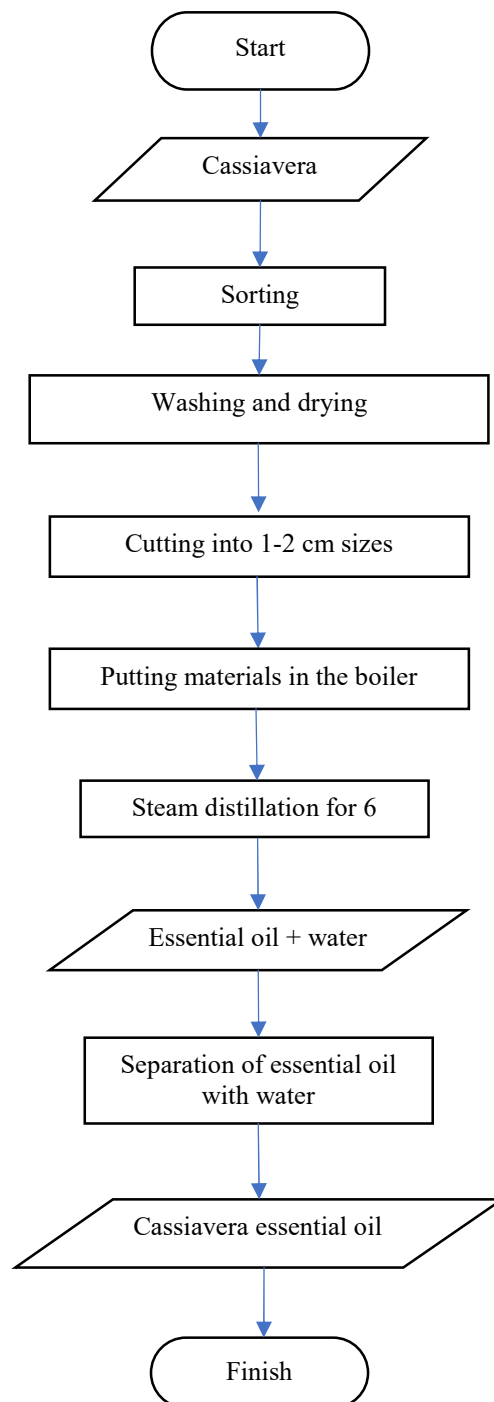 Start
Cassiavera
Sorting
Washing and drying
Cutting into 1-2 cm sizes
Putting materials in the boiler
Steam distillation for 6
Essential oil + water
Separation of essential oil
with water
Cassiavera essential oil
Finish